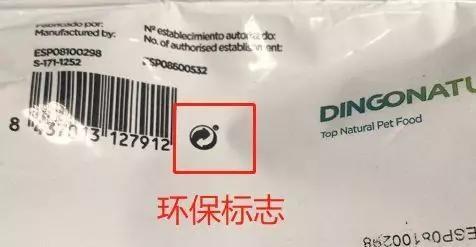 Fabricado por:
Manufactured by:
ESP08100298
S-171-1252
Nº establecimiento autorizado:
No. of authorised establishment:
ESP08600532
8 437013 127912
DINGONATU
Top Natural Pet Food
环保标志
ESP08100298